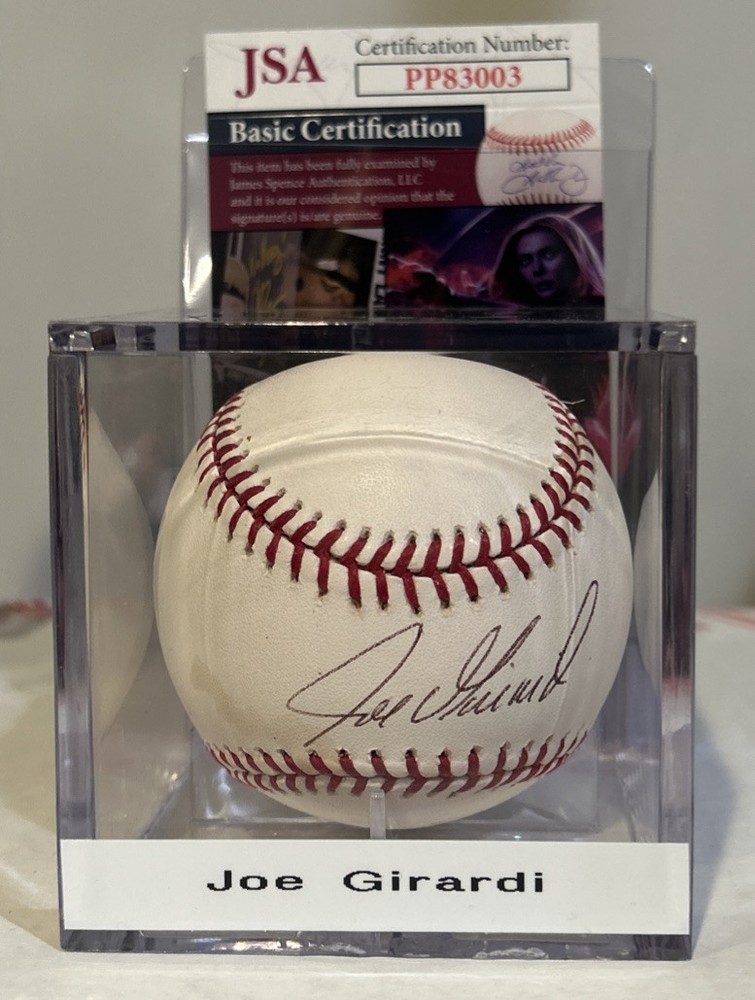 JSA
Certification Number:
PP83003
Basic Certification
This item has been fully examined by
James Spence Authentication, LLC
and it is our considered opinion that the
signature(s) is/are genuine
Joe Girardi
Joe Girardi